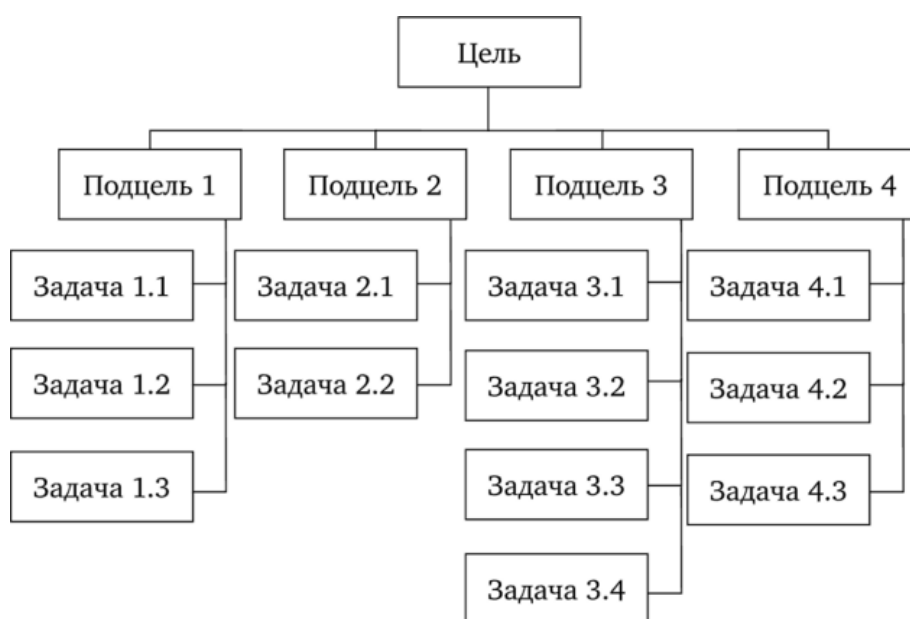 Цель
Подцель 1
Подцель 2
Подцель 3
Подцель 4
Задача 1.1
Задача 2.1
Задача 3.1
Задача 4.1
Задача 1.2
Задача 2.2
Задача 3.2
Задача 4.2
Задача 1.3
Задача 3.3
Задача 4.3
Задача 3.4